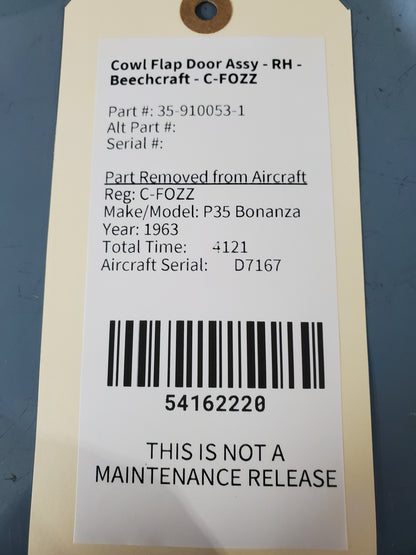 Cowl Flap Door Assy - RH -
Beechcraft - C-FOZZ
Part #: 35-910053-1
Alt Part #:
Serial #:
Part Removed from Aircraft
Reg: C-FOZZ
Make/Model: P35 Bonanza
Year: 1963
Total Time: 4121
Aircraft Serial: D7167
54162220
THIS IS NOT A
MAINTENANCE RELEASE